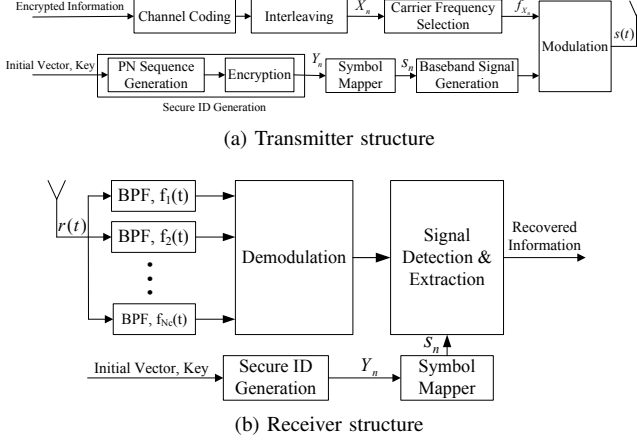 Encrypted Information
Channel Coding
Interleaving
X_n
Carrier Frequency
Selection
f_{X_n}
Modulation
s(t)
Initial Vector, Key
PN Sequence
Generation
Encryption
Secure ID Generation
Y_n
Symbol
Mapper
s_n
Baseband Signal
Generation
(a) Transmitter structure
r(t)
BPF, f_1(t)
BPF, f_2(t)
BPF, f_{Nc}(t)
Demodulation
Signal
Detection &
Extraction
Recovered
Information
Initial Vector, Key
Secure ID
Generation
Y_n
Symbol
Mapper
s_n
(b) Receiver structure